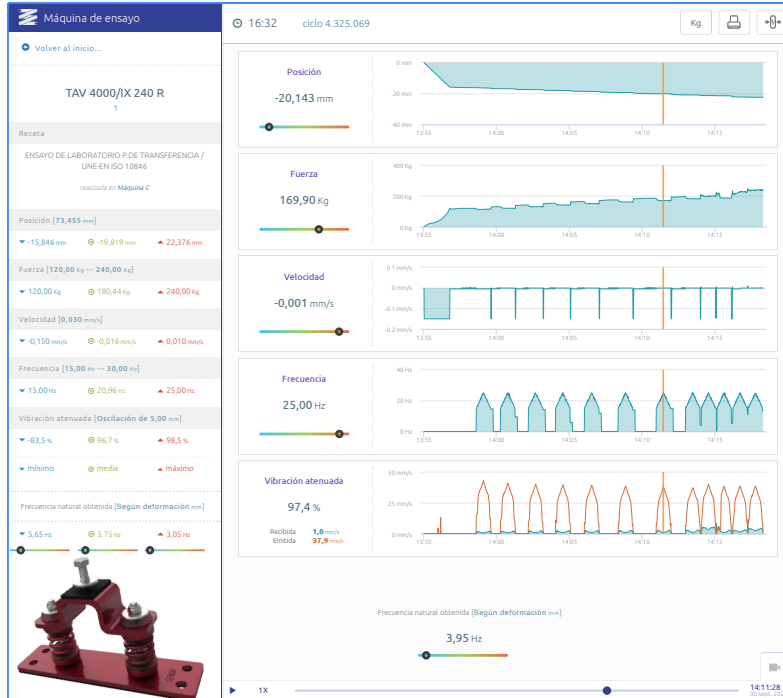 Máquina de ensayo
Volver al inicio...
TAV 4000/IX 240 R
1
Receta
ENSAYO DE LABORATORIO P.DE TRANSFERENCIA /
UNE-EN ISO 10846
realizada en Máquina C
Posición [73,455 mm]
-15,846 mm -19,819 mm 22,376 mm
Fuerza [120,00 Kg --- 240,00 Kg]
120,00 Kg 180,44 Kg 240,00 Kg
Velocidad [0,030 mm/s]
-0,150 mm/s -0,016 mm/s 0,010 mm/s
Frecuencia [15,00 Hz --- 30,00 Hz]
15,00 Hz 20,96 Hz 25,00 Hz
Vibración atenuada [Oscilación de 5,00 mm]
-83,5 % 96,7 % 98,5 %
mínimo media máximo
Frecuencia natural obtenida [Según deformación mm]
5,65 Hz 3,75 Hz 3,05 Hz
16:32 ciclo 4.325.069
Kg
Posición
-20,143 mm
0 mm
-20 mm
-40 mm
13:55 14:00 14:05 14:10 14:15
Fuerza
169,90 Kg
400 Kg
200 Kg
0 Kg
13:55 14:00 14:05 14:10 14:15
Velocidad
-0,001 mm/s
0.1 mm/s
0 mm/s
-0.1 mm/s
-0.2 mm/s
13:55 14:00 14:05 14:10 14:15
Frecuencia
25,00 Hz
40 Hz
20 Hz
0 Hz
13:55 14:00 14:05 14:10 14:15
Vibración atenuada
97,4 %
Recibida 1,0 mm/s
Emitida 37,9 mm/s
50 mm/s
25 mm/s
0 mm/s
13:55 14:00 14:05 14:10 14:15
Frecuencia natural obtenida [Según deformación mm]
3,95 Hz
1X
14:11:28
30 sept.